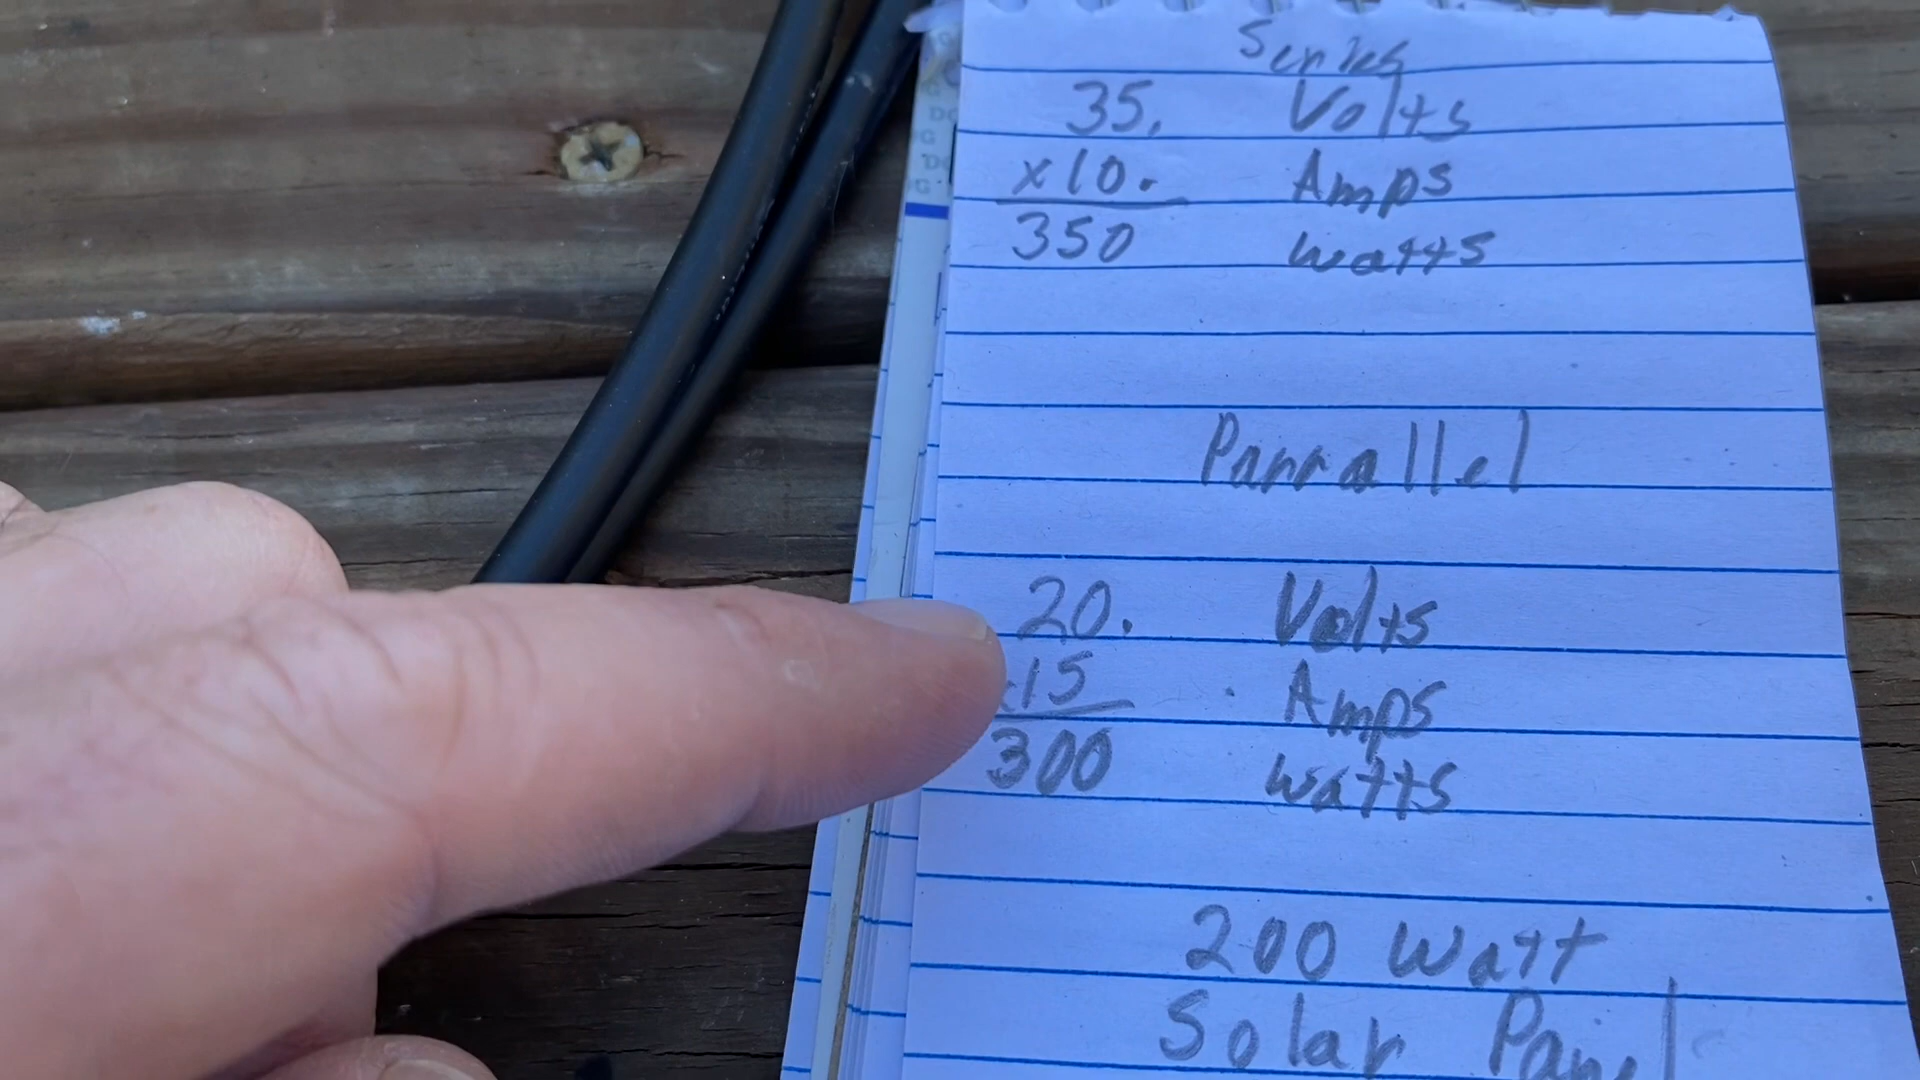 Series
35. Volts
x10. Amps
350 watts
Parrallel
20. Volts
x15 Amps
300 watts
200 Watt
Solar Panel